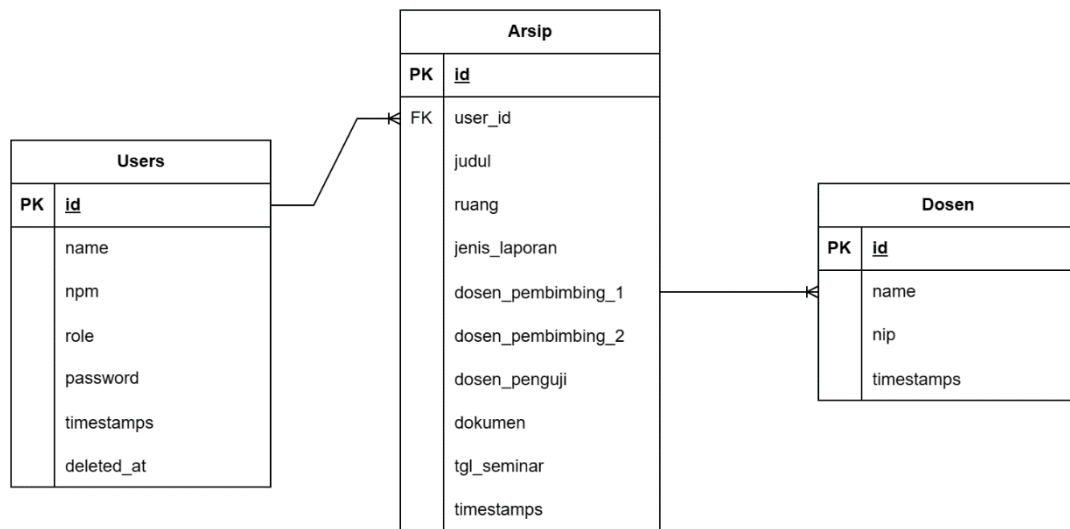 Users
PK id
name
npm
role
password
timestamps
deleted_at
Arsip
PK id
FK user_id
judul
ruang
jenis_laporan
dosen_pembimbing_1
dosen_pembimbing_2
dosen_penguji
dokumen
tgl_seminar
timestamps
Dosen
PK id
name
nip
timestamps